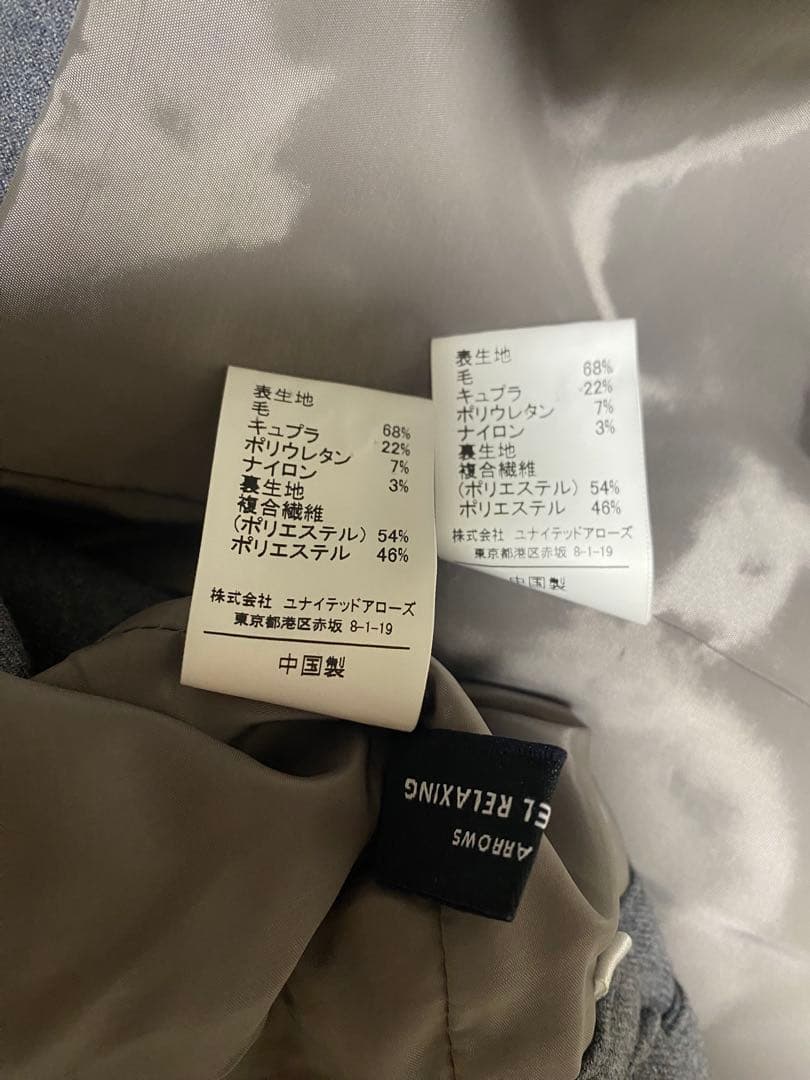 表生地
毛 68%
キュプラ 22%
ポリウレタン 7%
ナイロン 3%
裏生地
複合繊維
(ポリエステル) 54%
ポリエステル 46%
株式会社 ユナイテッドアローズ
東京都港区赤坂 8-1-19
中国製
表生地
毛 68%
キュプラ 22%
ポリウレタン 7%
ナイロン 3%
裏生地
複合繊維
(ポリエステル) 54%
ポリエステル 46%
株式会社 ユナイテッドアローズ
東京都港区赤坂 8-1-19
中国製
ARROWS
EL RELAXING